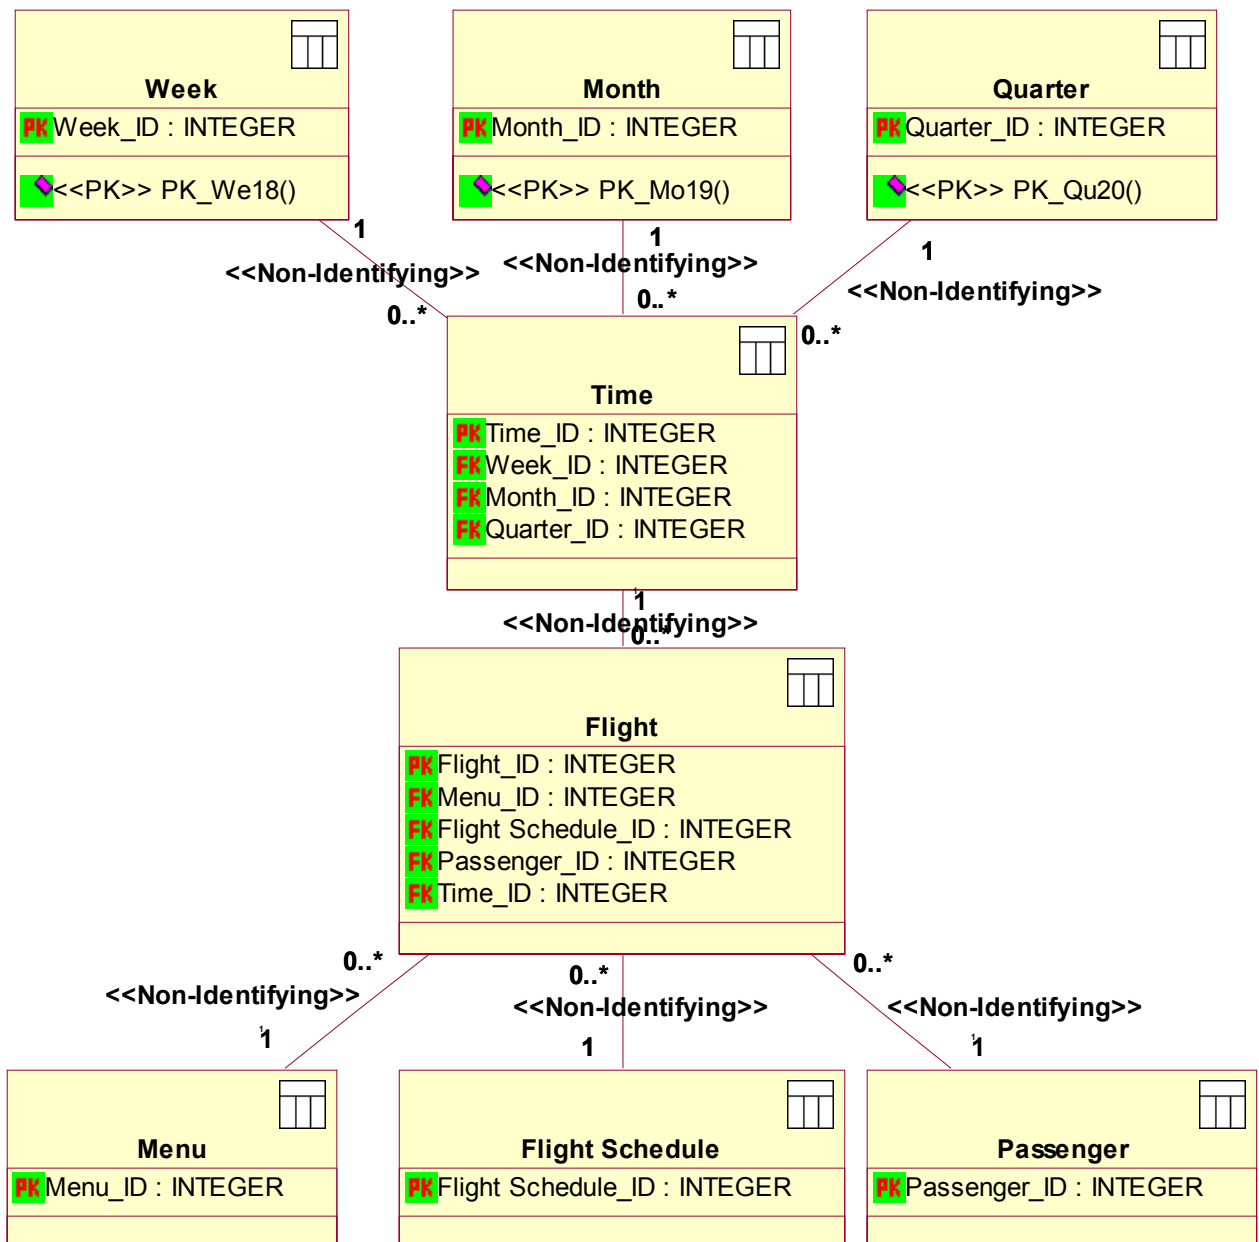 Week
PK Week_ID : INTEGER
<<PK>> PK_We18()
Month
PK Month_ID : INTEGER
<<PK>> PK_Mo19()
Quarter
PK Quarter_ID : INTEGER
<<PK>> PK_Qu20()
1
<<Non-Identifying>>
0..*
1
<<Non-Identifying>>
0..*
1
<<Non-Identifying>>
0..*
Time
PK Time_ID : INTEGER
FK Week_ID : INTEGER
FK Month_ID : INTEGER
FK Quarter_ID : INTEGER
1
<<Non-Identifying>>
0..*
Flight
PK Flight_ID : INTEGER
FK Menu_ID : INTEGER
FK Flight Schedule_ID : INTEGER
FK Passenger_ID : INTEGER
FK Time_ID : INTEGER
0..*
<<Non-Identifying>>
1
0..*
<<Non-Identifying>>
1
0..*
<<Non-Identifying>>
1
Menu
PK Menu_ID : INTEGER
Flight Schedule
PK Flight Schedule_ID : INTEGER
Passenger
PK Passenger_ID : INTEGER